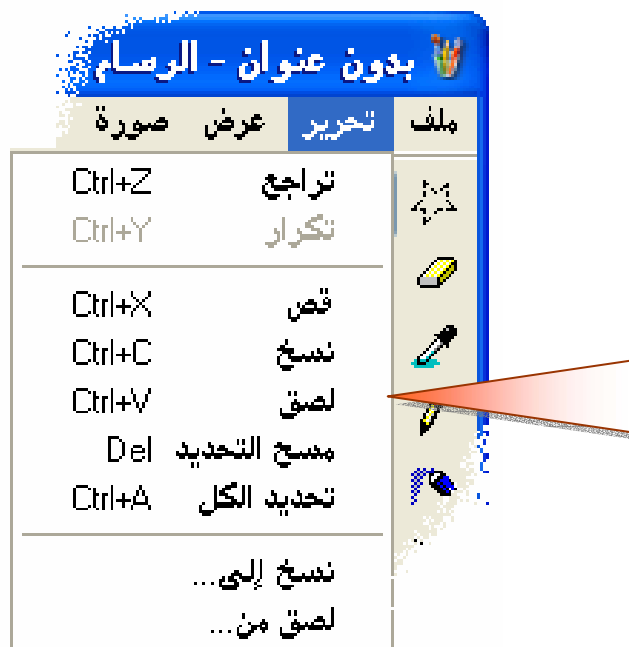 بدون عنوان - الرسام
ملف تحرير عرض صورة
تراجع Ctrl+Z
تكرار Ctrl+Y
قص Ctrl+X
نسخ Ctrl+C
لصق Ctrl+V
مسح التحديد Del
تحديد الكل Ctrl+A
نسخ إلى...
لصق من...